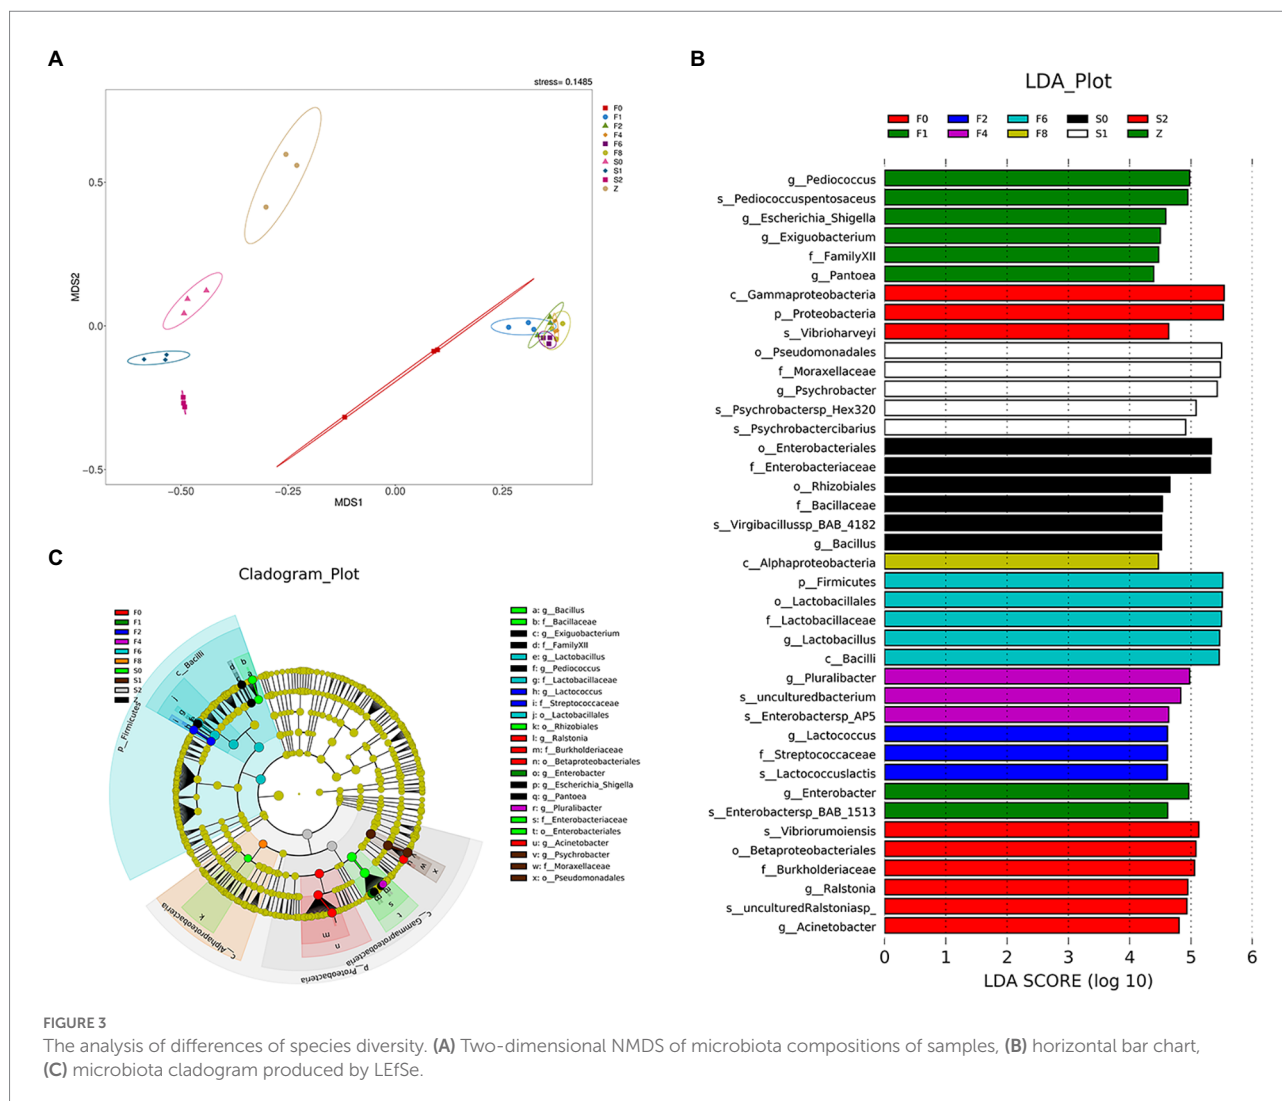 A
stress= 0.1485
0.5
0.0
−0.5
MDS2
−0.50
−0.25
0.00
0.25
MDS1
F0
F1
F2
F4
F6
F8
S0
S1
S2
Z
B
LDA_Plot
F0
F2
F6
S0
S2
F1
F4
F8
S1
Z
g__Pediococcus
s__Pediococcuspentosaceus
g__Escherichia_Shigella
g__Exiguobacterium
f__FamilyXII
g__Pantoea
c__Gammaproteobacteria
p__Proteobacteria
s__Vibrioharveyi
o__Pseudomonadales
f__Moraxellaceae
g__Psychrobacter
s__Psychrobactersp_Hex320
s__Psychrobactercibarius
o__Enterobacteriales
f__Enterobacteriaceae
o__Rhizobiales
f__Bacillaceae
s__Virgibacillussp_BAB_4182
g__Bacillus
c__Alphaproteobacteria
p__Firmicutes
o__Lactobacillales
f__Lactobacillaceae
g__Lactobacillus
c__Bacilli
g__Pluralibacter
s__unculturedbacterium
s__Enterobactersp_AP5
g__Lactococcus
f__Streptococcaceae
s__Lactococcuslactis
g__Enterobacter
s__Enterobactersp_BAB_1513
s__Vibriorumoiensis
o__Betaproteobacteriales
f__Burkholderiaceae
g__Ralstonia
s__unculturedRalstoniasp_
g__Acinetobacter
0 1 2 3 4 5 6
LDA SCORE (log 10)
C
Cladogram_Plot
F0
F1
F2
F4
F6
F8
S0
S1
S2
Z
c__Bacilli
p__Firmicutes
d
b
a
j
k
c__Alphaproteobacteria
p__Proteobacteria
c__Gammaproteobacteria
m
n
s
t
w
x
a: g__Bacillus
b: f__Bacillaceae
c: g__Exiguobacterium
d: f__FamilyXII
e: g__Lactobacillus
f: g__Pediococcus
g: f__Lactobacillaceae
h: g__Lactococcus
i: f__Streptococcaceae
j: o__Lactobacillales
k: o__Rhizobiales
l: g__Ralstonia
m: f__Burkholderiaceae
n: o__Betaproteobacteriales
o: g__Enterobacter
p: g__Escherichia_Shigella
q: g__Pantoea
r: g__Pluralibacter
s: f__Enterobacteriaceae
t: o__Enterobacteriales
u: g__Acinetobacter
v: g__Psychrobacter
w: f__Moraxellaceae
x: o__Pseudomonadales
FIGURE 3
The analysis of differences of species diversity. (A) Two-dimensional NMDS of microbiota compositions of samples, (B) horizontal bar chart,
(C) microbiota cladogram produced by LEfSe.